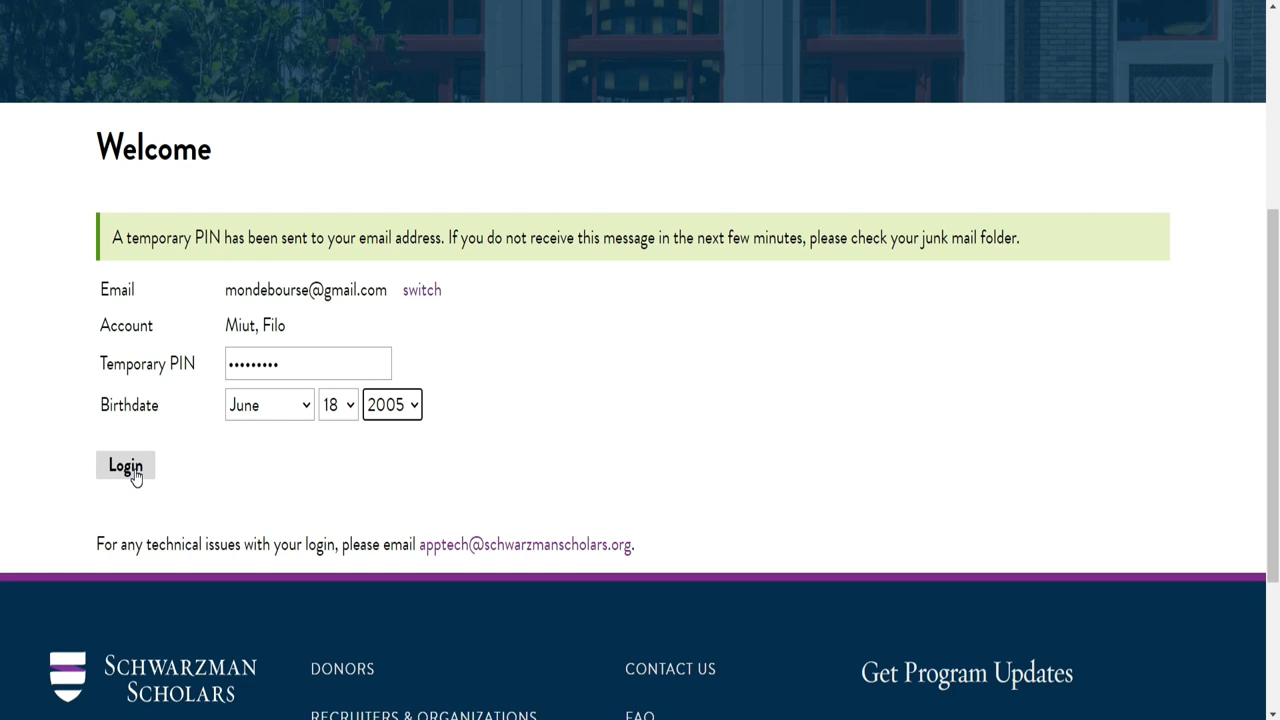 Welcome
A temporary PIN has been sent to your email address. If you do not receive this message in the next few minutes, please check your junk mail folder.
Email mondebourse@gmail.com switch
Account Miut, Filo
Temporary PIN •••••••••
Birthdate June 18 2005
Login
For any technical issues with your login, please email apptech@schwarzmanscholars.org.
SCHWARZMAN SCHOLARS
DONORS
CONTACT US
Get Program Updates
RECRUITERS & ORGANIZATIONS
FAQ